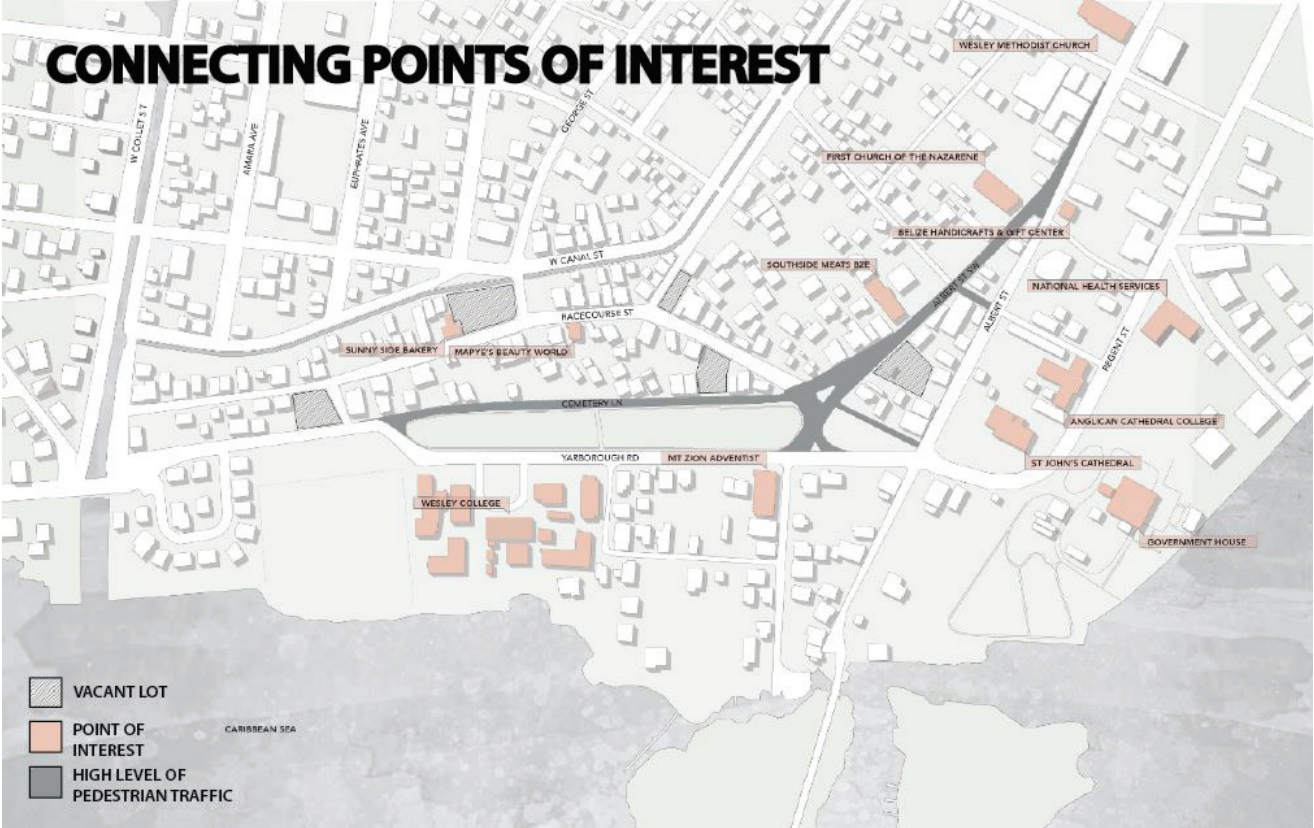 CONNECTING POINTS OF INTEREST
WESLEY METHODIST CHURCH
W COLLET ST
AMARA AVE
EUPHRATES AVE
GEORGE ST
FIRST CHURCH OF THE NAZARENE
BELIZE HANDICRAFTS & GIFT CENTER
W CANAL ST
SOUTHSIDE MEATS BZE
ALBERT ST SW
NATIONAL HEALTH SERVICES
ALBERT ST
RACECOURSE ST
REGENT ST
SUNNY SIDE BAKERY
MAPYE'S BEAUTY WORLD
CEMETERY LN
ANGLICAN CATHEDRAL COLLEGE
YARBOROUGH RD
MT ZION ADVENTIST
ST JOHN'S CATHEDRAL
WESLEY COLLEGE
GOVERNMENT HOUSE
VACANT LOT
POINT OF
INTEREST
CARIBBEAN SEA
HIGH LEVEL OF
PEDESTRIAN TRAFFIC